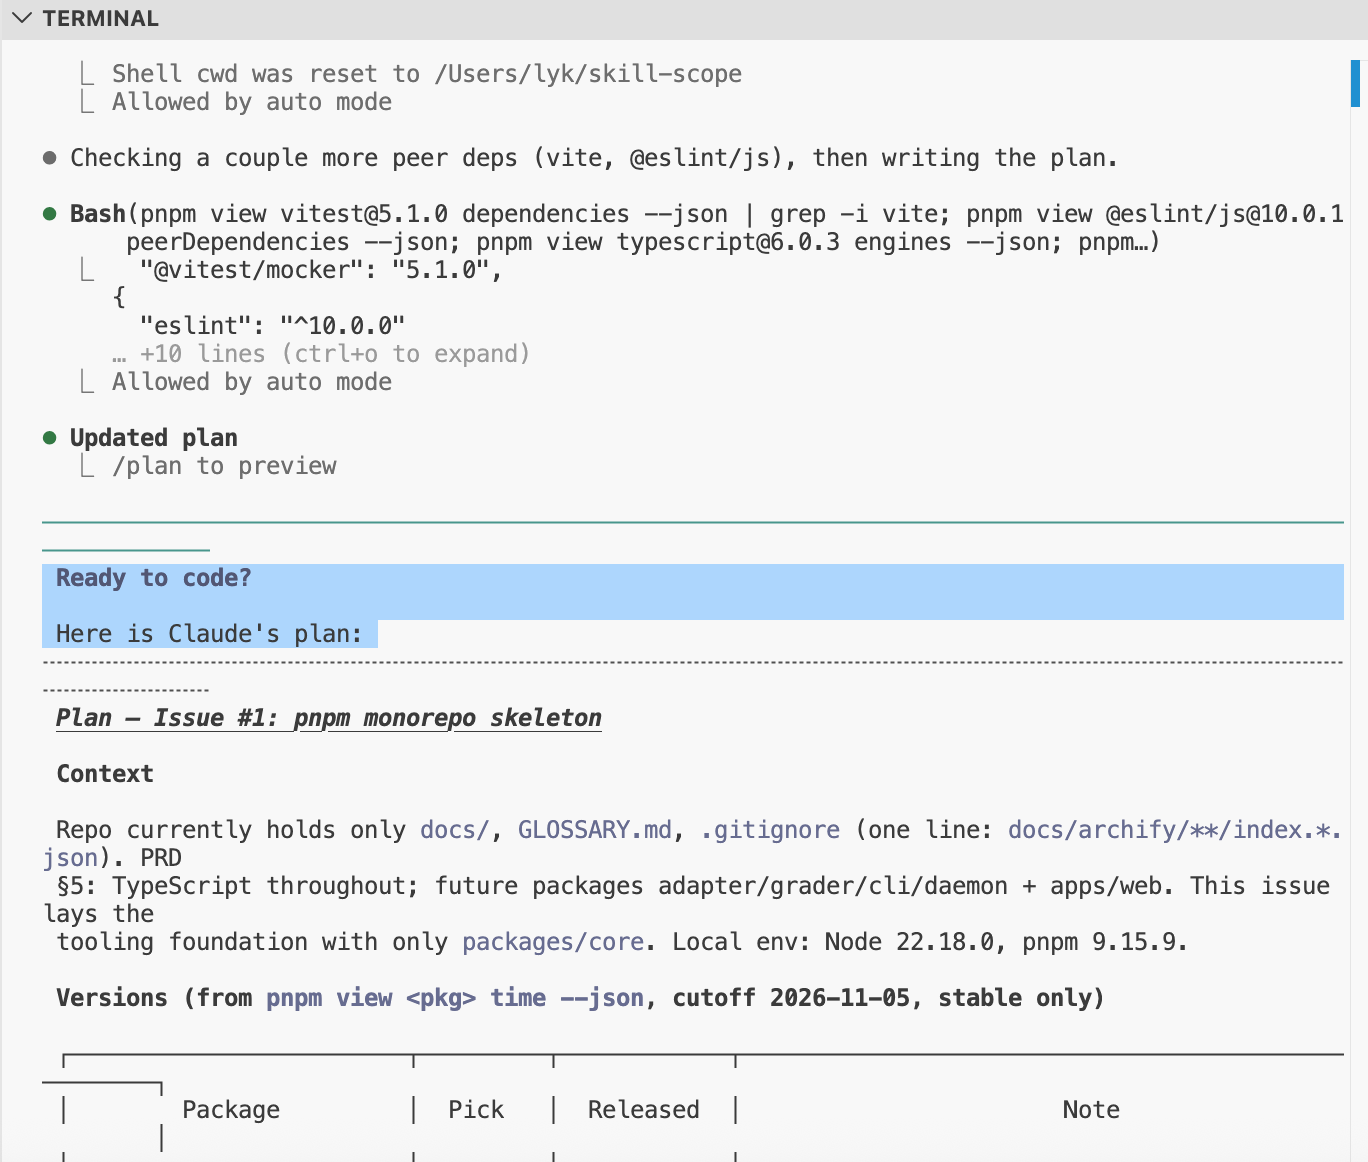 TERMINAL
Shell cwd was reset to /Users/lyk/skill-scope
Allowed by auto mode
Checking a couple more peer deps (vite, @eslint/js), then writing the plan.
Bash(pnpm view vitest@5.1.0 dependencies --json | grep -i vite; pnpm view @eslint/js@10.0.1
peerDependencies --json; pnpm view typescript@6.0.3 engines --json; pnpm…)
"@vitest/mocker": "5.1.0",
{
"eslint": "^10.0.0"
… +10 lines (ctrl+o to expand)
Allowed by auto mode
Updated plan
/plan to preview
Ready to code?
Here is Claude's plan:
Plan — Issue #1: pnpm monorepo skeleton
Context
Repo currently holds only docs/, GLOSSARY.md, .gitignore (one line: docs/archify/**/index.*.
json). PRD
§5: TypeScript throughout; future packages adapter/grader/cli/daemon + apps/web. This issue
lays the
tooling foundation with only packages/core. Local env: Node 22.18.0, pnpm 9.15.9.
Versions (from pnpm view <pkg> time --json, cutoff 2026-11-05, stable only)
Package Pick Released Note